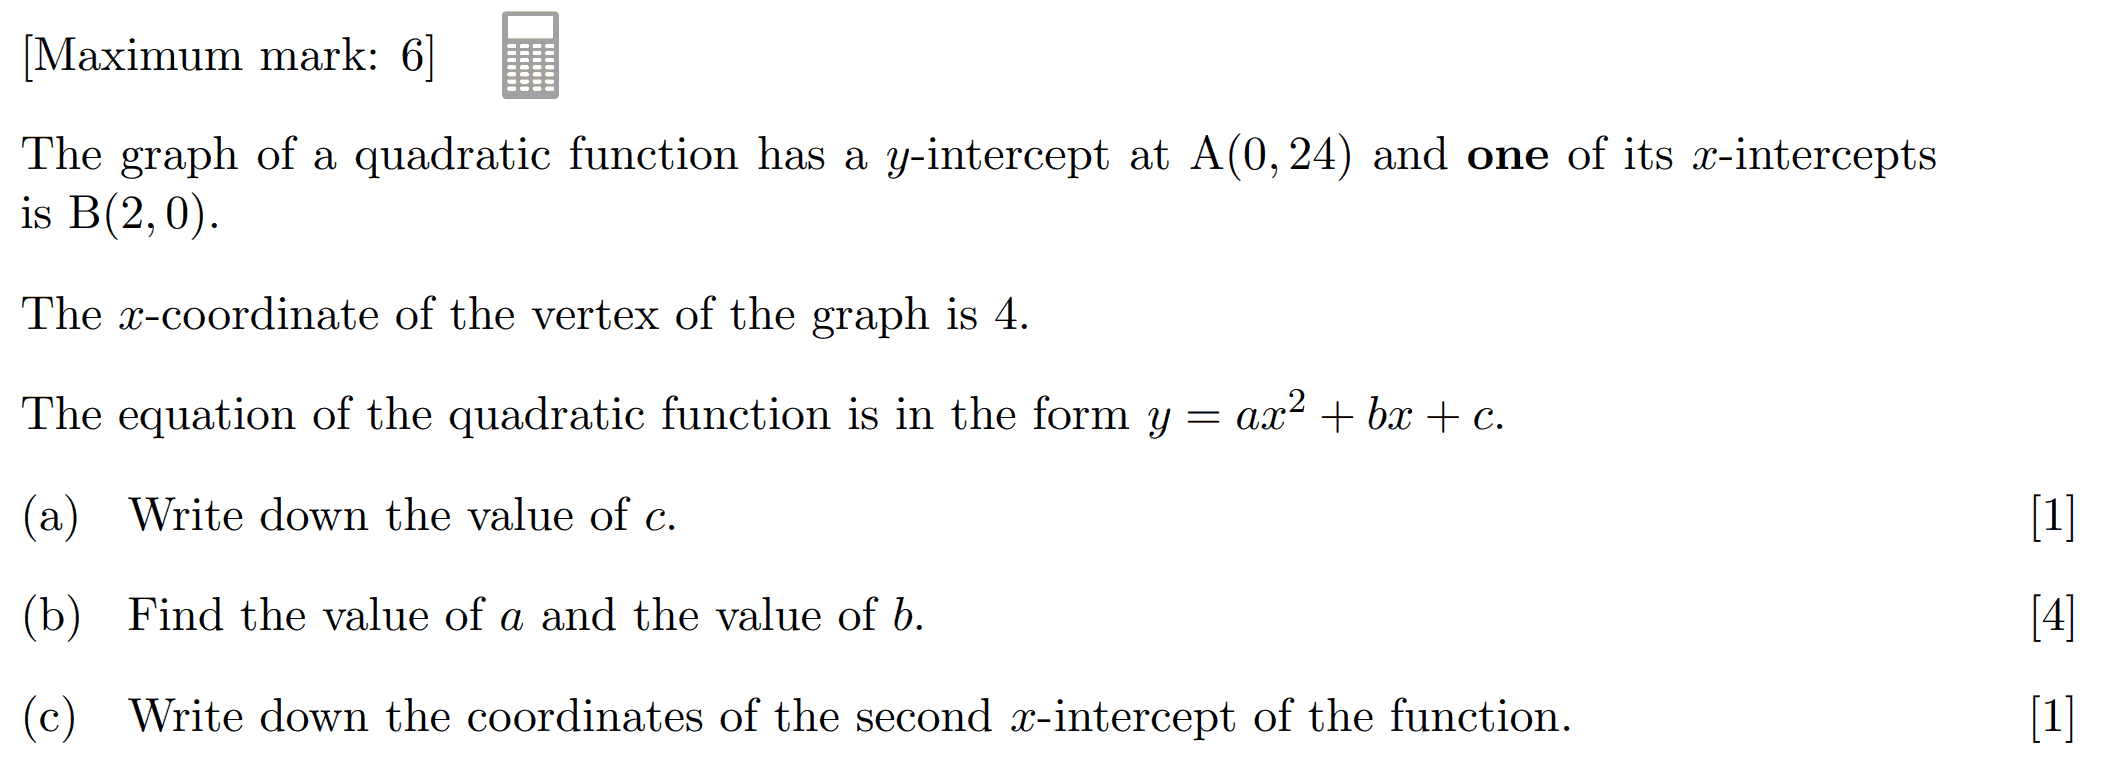 [Maximum mark: 6]
The graph of a quadratic function has a y-intercept at A(0, 24) and one of its x-intercepts
is B(2, 0).
The x-coordinate of the vertex of the graph is 4.
The equation of the quadratic function is in the form y = ax² + bx + c.
(a) Write down the value of c. [1]
(b) Find the value of a and the value of b. [4]
(c) Write down the coordinates of the second x-intercept of the function. [1]